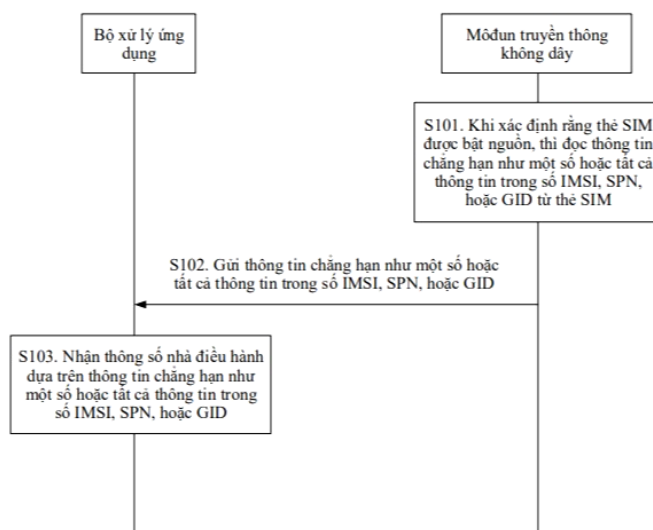 Bộ xử lý ứng
dụng
Môđun truyền thông
không dây
S101. Khi xác định rằng thẻ SIM
được bật nguồn, thì đọc thông tin
chẳng hạn như một số hoặc tất cả
thông tin trong số IMSI, SPN,
hoặc GID từ thẻ SIM
S102. Gửi thông tin chẳng hạn như một số hoặc
tất cả thông tin trong số IMSI, SPN, hoặc GID
S103. Nhận thông số nhà điều hành
dựa trên thông tin chẳng hạn như
một số hoặc tất cả thông tin trong
số IMSI, SPN, hoặc GID